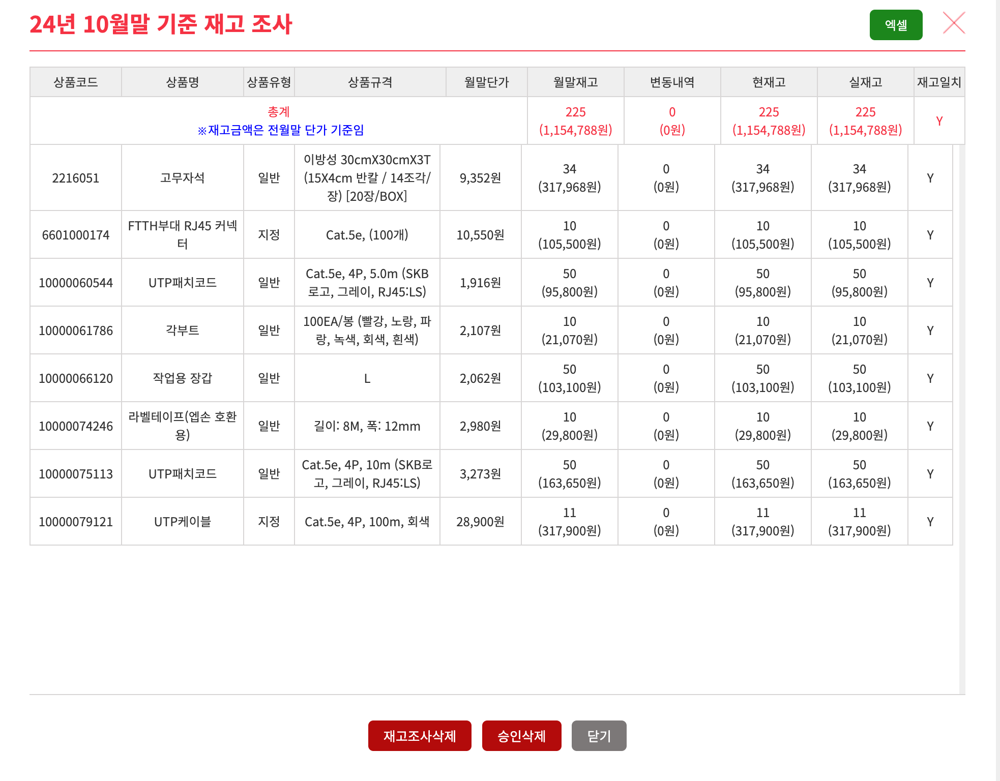 24년 10월말 기준 재고 조사
엑셀
상품코드 상품명 상품유형 상품규격 월말단가 월말재고 변동내역 현재고 실재고 재고일치
총계
※재고금액은 전월말 단가 기준임
225
(1,154,788원)
0
(0원)
225
(1,154,788원)
225
(1,154,788원)
Y
2216051
고무자석
일반
이방성 30cmX30cmX3T
(15X4cm 반칼 / 14조각/
장) [20장/BOX]
9,352원
34
(317,968원)
0
(0원)
34
(317,968원)
34
(317,968원)
Y
6601000174
FTTH부대 RJ45 커넥
터
지정
Cat.5e, (100개)
10,550원
10
(105,500원)
0
(0원)
10
(105,500원)
10
(105,500원)
Y
10000060544
UTP패치코드
일반
Cat.5e, 4P, 5.0m (SKB
로고, 그레이, RJ45:LS)
1,916원
50
(95,800원)
0
(0원)
50
(95,800원)
50
(95,800원)
Y
10000061786
각부트
일반
100EA/봉 (빨강, 노랑, 파
랑, 녹색, 회색, 흰색)
2,107원
10
(21,070원)
0
(0원)
10
(21,070원)
10
(21,070원)
Y
10000066120
작업용 장갑
일반
L
2,062원
50
(103,100원)
0
(0원)
50
(103,100원)
50
(103,100원)
Y
10000074246
라벨테이프(엡손 호환
용)
일반
길이: 8M, 폭: 12mm
2,980원
10
(29,800원)
0
(0원)
10
(29,800원)
10
(29,800원)
Y
10000075113
UTP패치코드
일반
Cat.5e, 4P, 10m (SKB로
고, 그레이, RJ45:LS)
3,273원
50
(163,650원)
0
(0원)
50
(163,650원)
50
(163,650원)
Y
10000079121
UTP케이블
지정
Cat.5e, 4P, 100m, 회색
28,900원
11
(317,900원)
0
(0원)
11
(317,900원)
11
(317,900원)
Y
재고조사삭제
승인삭제
닫기